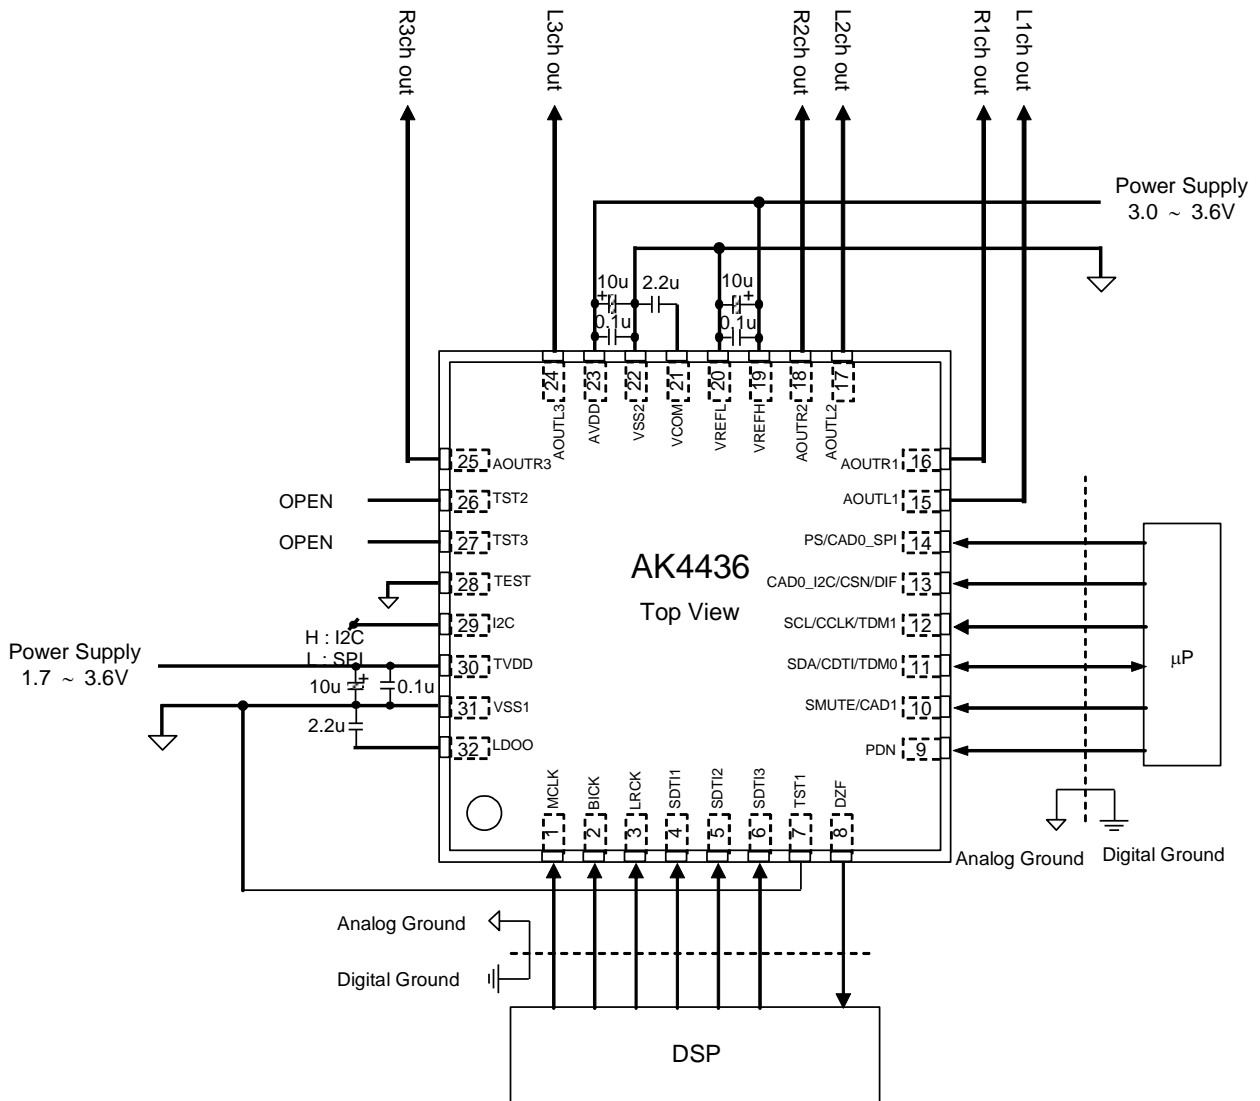 R3ch out
L3ch out
R2ch out
L2ch out
R1ch out
L1ch out
Power Supply
3.0 ~ 3.6V
10u
+
2.2u
0.1u
10u
+
0.1u
24
23
22
21
20
19
18
17
AOUTL3
AVDD
VSS2
VCOM
VREFL
VREFH
AOUTR2
AOUTL2
25
AOUTR3
AOUTR1
16
OPEN
26
TST2
AOUTL1
15
OPEN
27
TST3
PS/CAD0_SPI
14
28
TEST
AK4436
Top View
CAD0_I2C/CSN/DIF
13
29
I2C
SCL/CCLK/TDM1
12
H : I2C
L : SPI
Power Supply
1.7 ~ 3.6V
30
TVDD
SDA/CDTI/TDM0
11
µP
10u
+
0.1u
31
VSS1
SMUTE/CAD1
10
2.2u
32
LDOO
PDN
9
MCLK
BICK
LRCK
SDTI1
SDTI2
SDTI3
TST1
DZF
1
2
3
4
5
6
7
8
Analog Ground
Digital Ground
Analog Ground
Digital Ground
DSP